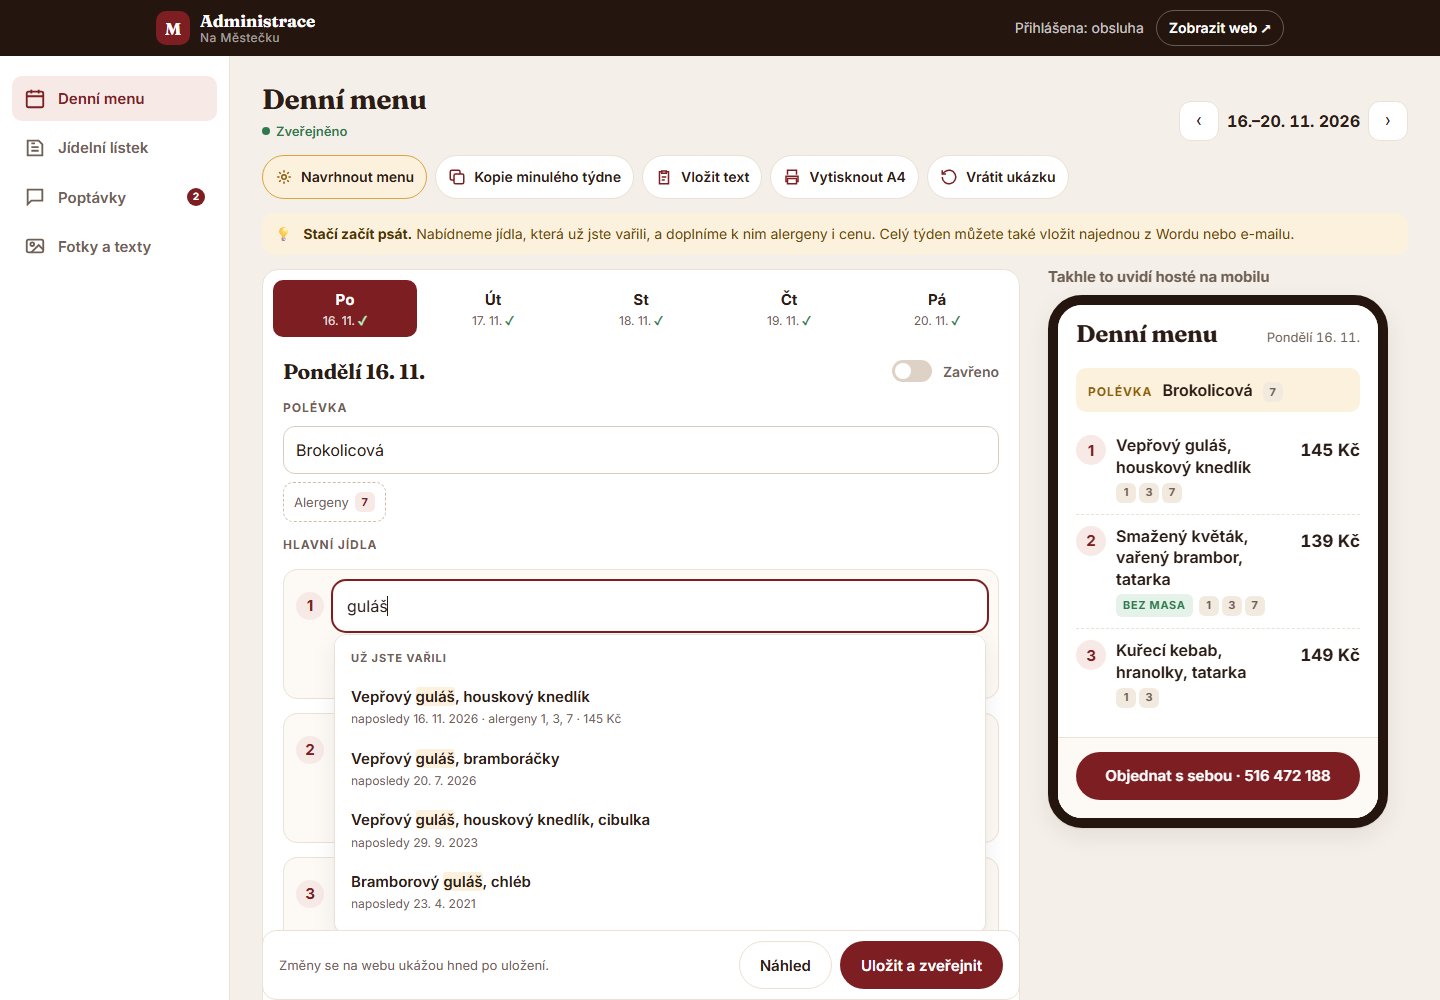 M
Administrace
Na Městečku
Přihlášena: obsluha
Zobrazit web ↗
Denní menu
Jídelní lístek
Poptávky 2
Fotky a texty
Denní menu
Zveřejněno
‹ 16.–20. 11. 2026 ›
Navrhnout menu
Kopie minulého týdne
Vložit text
Vytisknout A4
Vrátit ukázku
Stačí začít psát. Nabídneme jídla, která už jste vařili, a doplníme k nim alergeny i cenu. Celý týden můžete také vložit najednou z Wordu nebo e-mailu.
Po
16. 11. ✓
Út
17. 11. ✓
St
18. 11. ✓
Čt
19. 11. ✓
Pá
20. 11. ✓
Pondělí 16. 11.
Zavřeno
POLÉVKA
Brokolicová
Alergeny 7
HLAVNÍ JÍDLA
1
guláš
UŽ JSTE VAŘILI
Vepřový guláš, houskový knedlík
naposledy 16. 11. 2026 · alergeny 1, 3, 7 · 145 Kč
Vepřový guláš, bramboráčky
naposledy 20. 7. 2026
Vepřový guláš, houskový knedlík, cibulka
naposledy 29. 9. 2023
Bramborový guláš, chléb
naposledy 23. 4. 2021
2
3
Změny se na webu ukážou hned po uložení.
Náhled
Uložit a zveřejnit
Takhle to uvidí hosté na mobilu
Denní menu
Pondělí 16. 11.
POLÉVKA Brokolicová 7
1 Vepřový guláš, 145 Kč
houskový knedlík
1 3 7
2 Smažený květák, 139 Kč
vařený brambor,
tatarka
BEZ MASA 1 3 7
3 Kuřecí kebab, 149 Kč
hranolky, tatarka
1 3
Objednat s sebou · 516 472 188